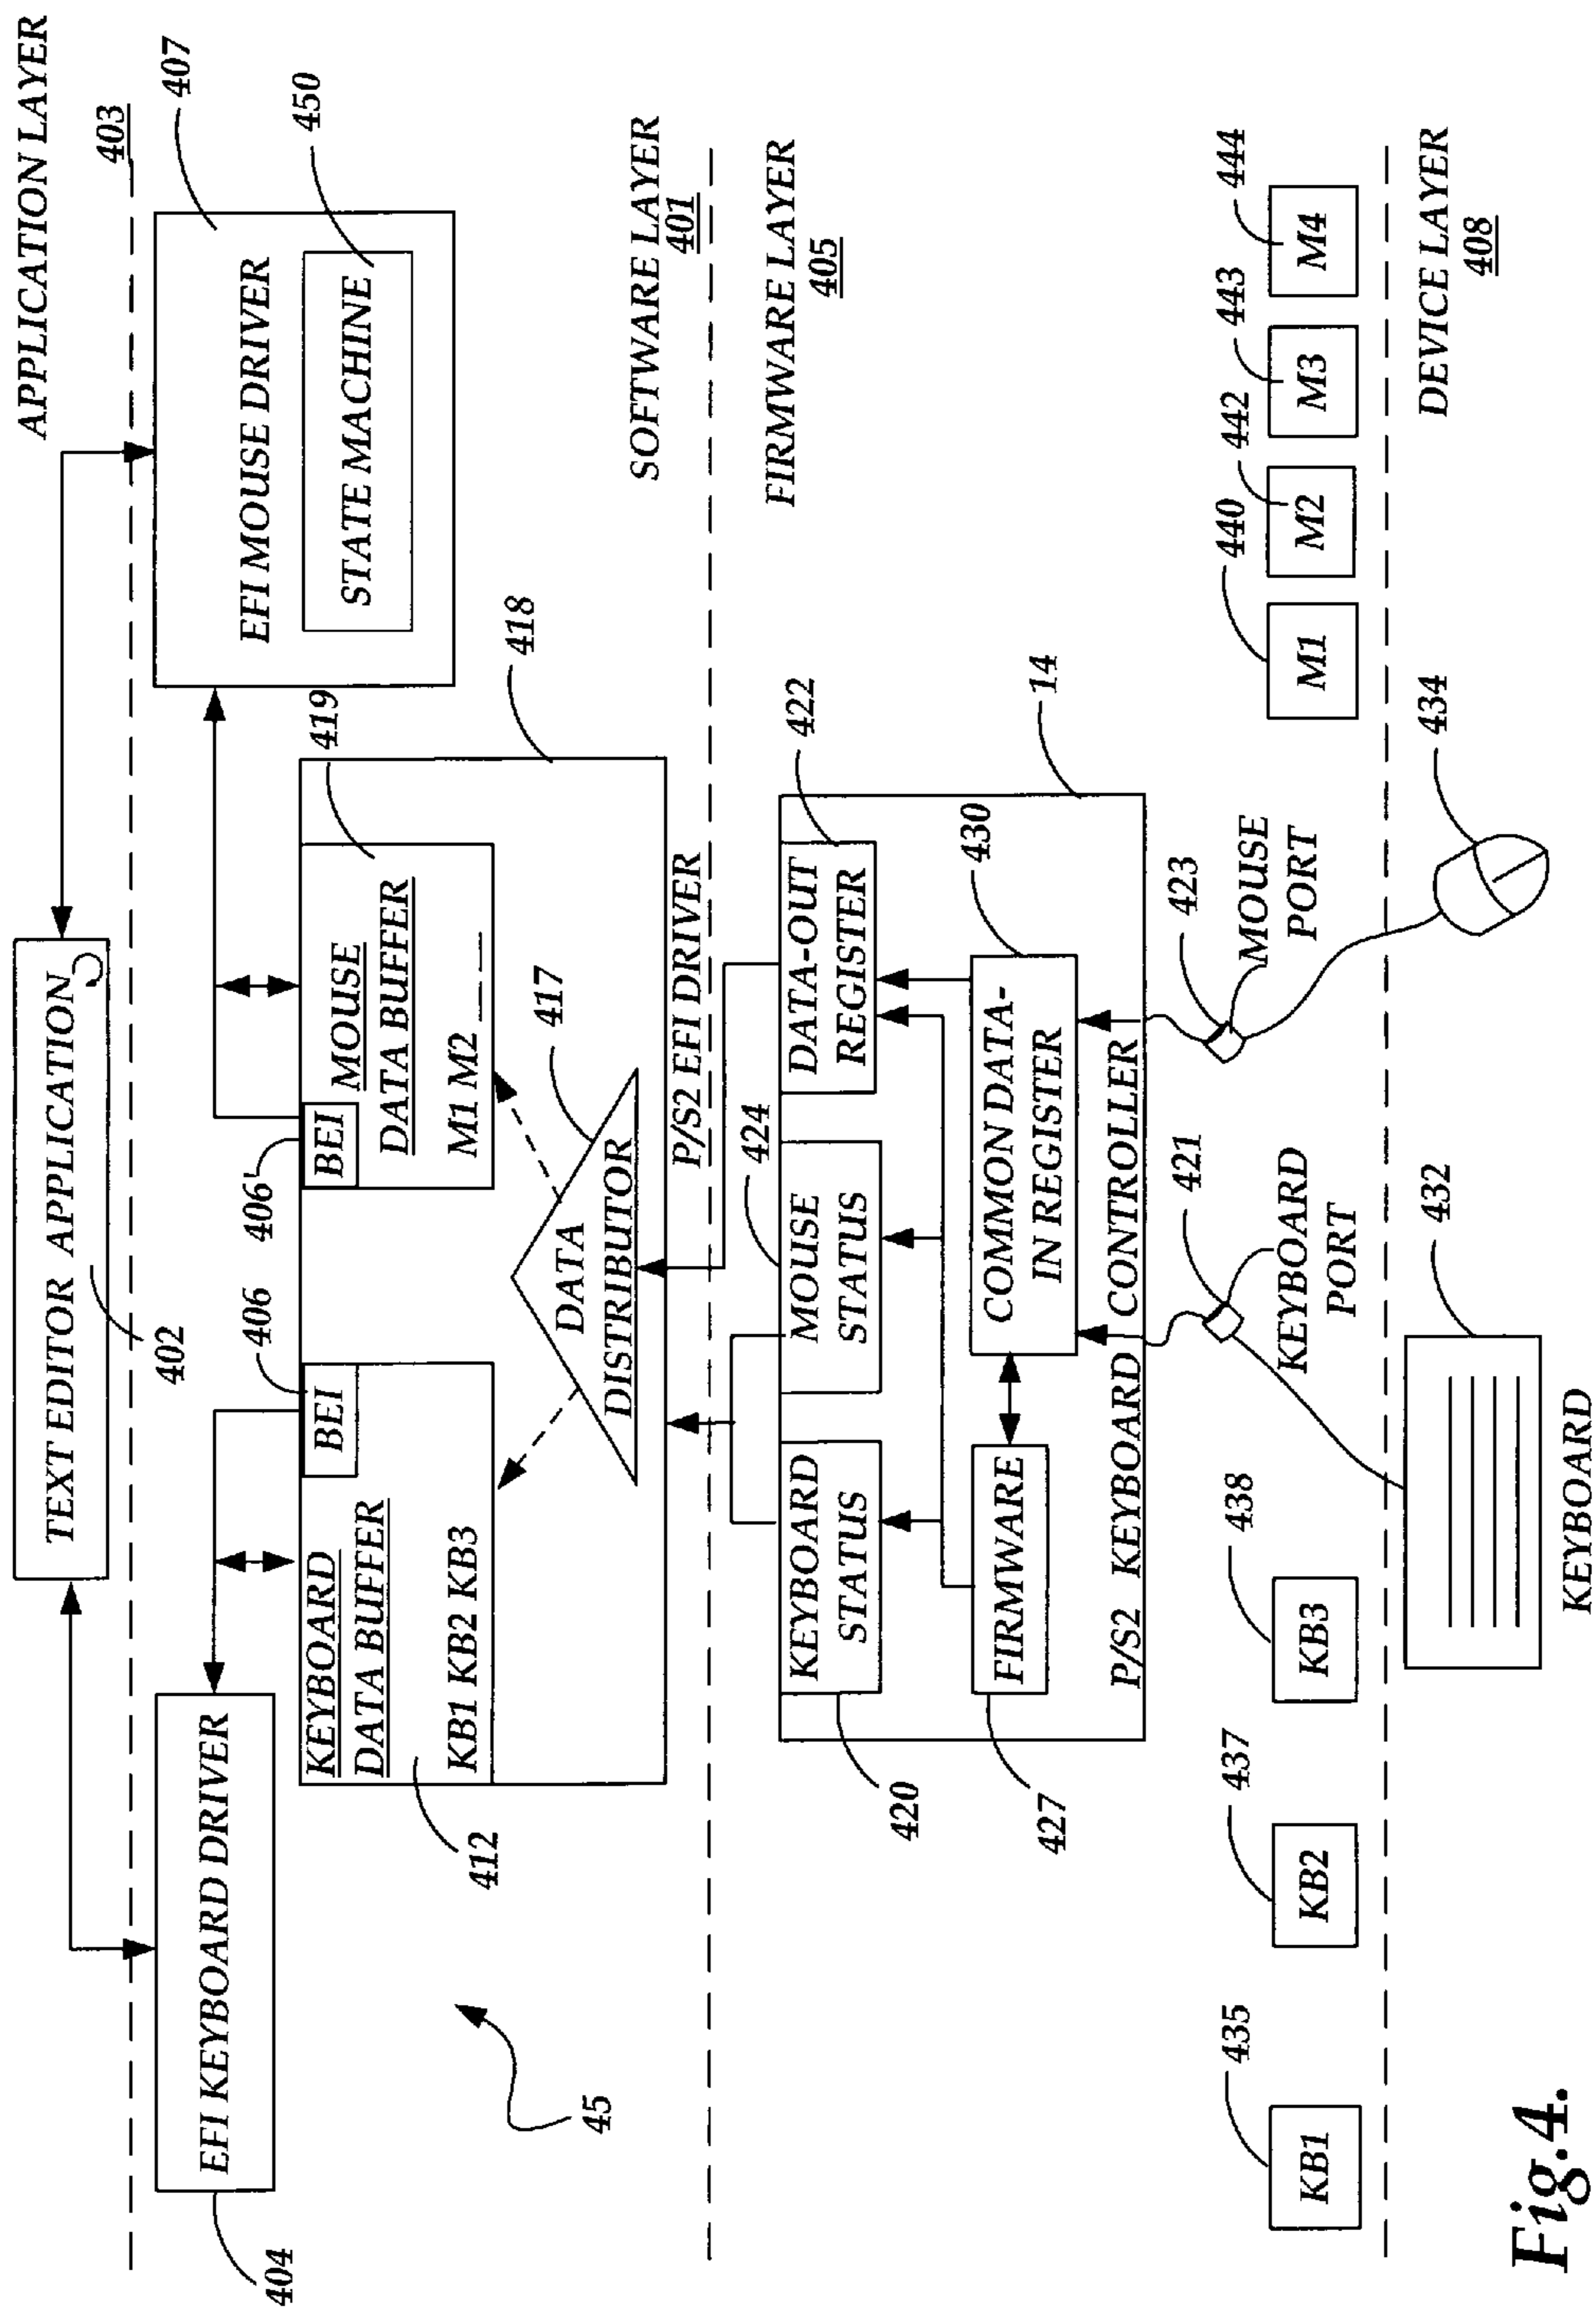 APPLICATION LAYER
403
TEXT EDITOR APPLICATION
402
EFI KEYBOARD DRIVER
404
EFI MOUSE DRIVER
407
STATE MACHINE
450
406
BEI
KEYBOARD
DATA BUFFER
KB1 KB2 KB3
412
406'
BEI
MOUSE
DATA BUFFER
M1 M2 _ _
419
418
DATA
DISTRIBUTOR
417
P/S2 EFI DRIVER
45
SOFTWARE LAYER
401
FIRMWARE LAYER
405
KEYBOARD
STATUS
420
MOUSE
STATUS
424
DATA-OUT
REGISTER
422
FIRMWARE
427
COMMON DATA-
IN REGISTER
430
14
P/S2 KEYBOARD CONTROLLER
421
KEYBOARD
PORT
423
MOUSE
PORT
435
KB1
437
KB2
438
KB3
440
M1
442
M2
443
M3
444
M4
DEVICE LAYER
408
432
KEYBOARD
434
Fig.4.